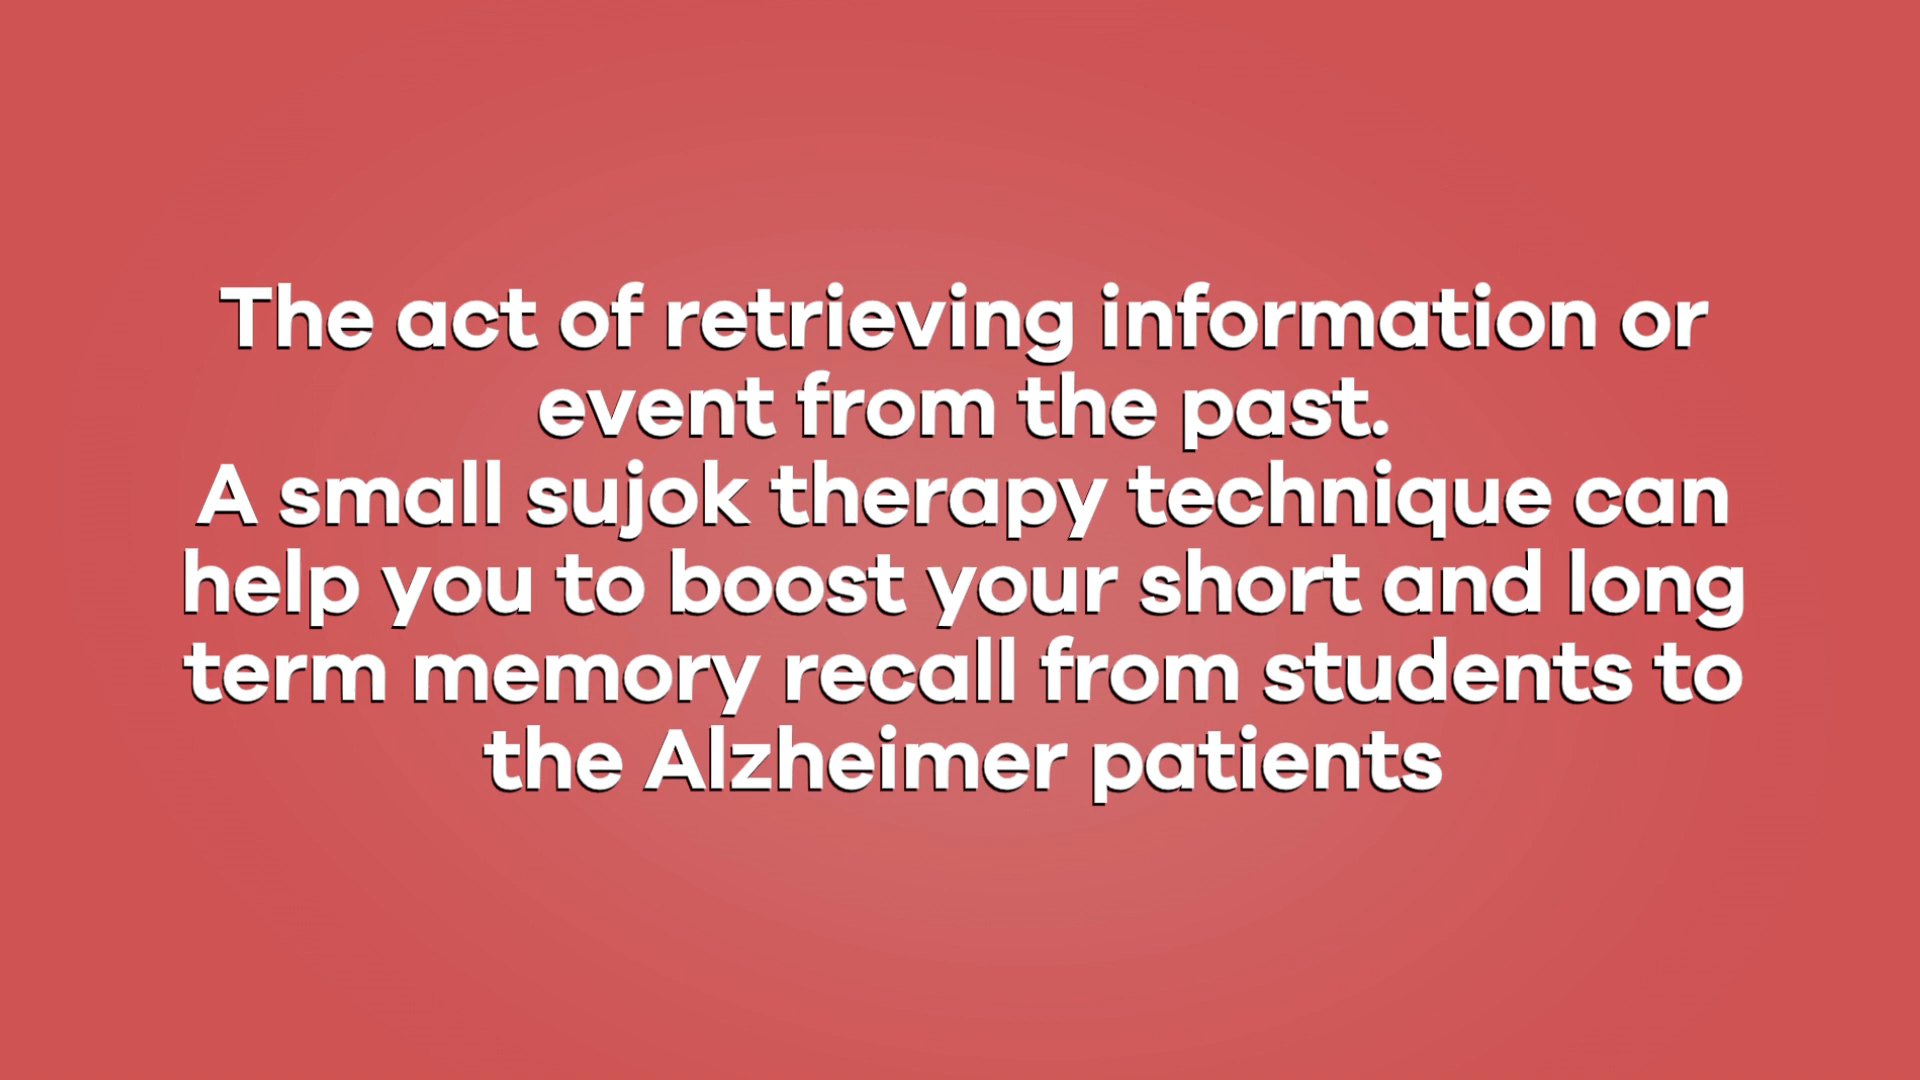 The act of retrieving information or
event from the past.
A small sujok therapy technique can
help you to boost your short and long
term memory recall from students to
the Alzheimer patients